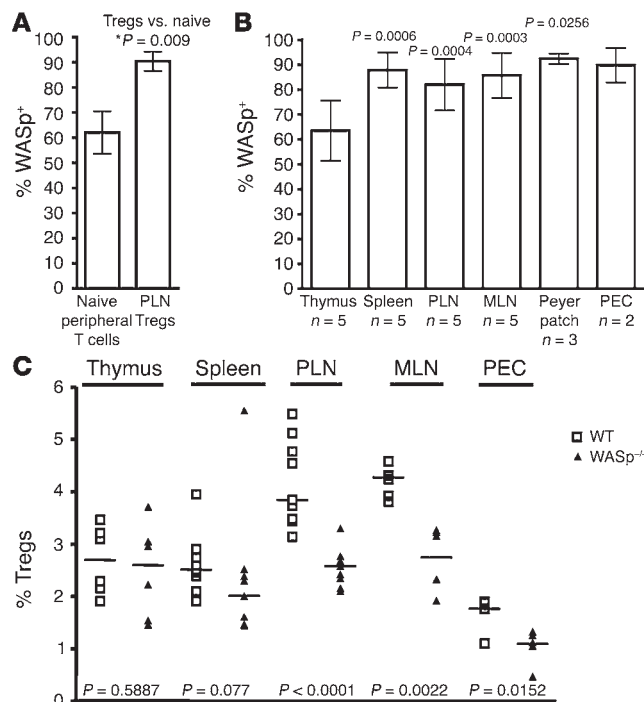 A
Tregs vs. naive
*P = 0.009
% WASp+
100
90
80
70
60
50
40
30
20
10
0
Naive peripheral T cells
PLN Tregs
B
P = 0.0006
P = 0.0004
P = 0.0003
P = 0.0256
% WASp+
100
90
80
70
60
50
40
30
20
10
0
Thymus Spleen PLN MLN Peyer PEC
n = 5 n = 5 n = 5 n = 5 patch n = 2
n = 3
C
Thymus Spleen PLN MLN PEC
% Tregs
6
5
4
3
2
1
0
WT
WASp–/–
P = 0.5887 P = 0.077 P < 0.0001 P = 0.0022 P = 0.0152